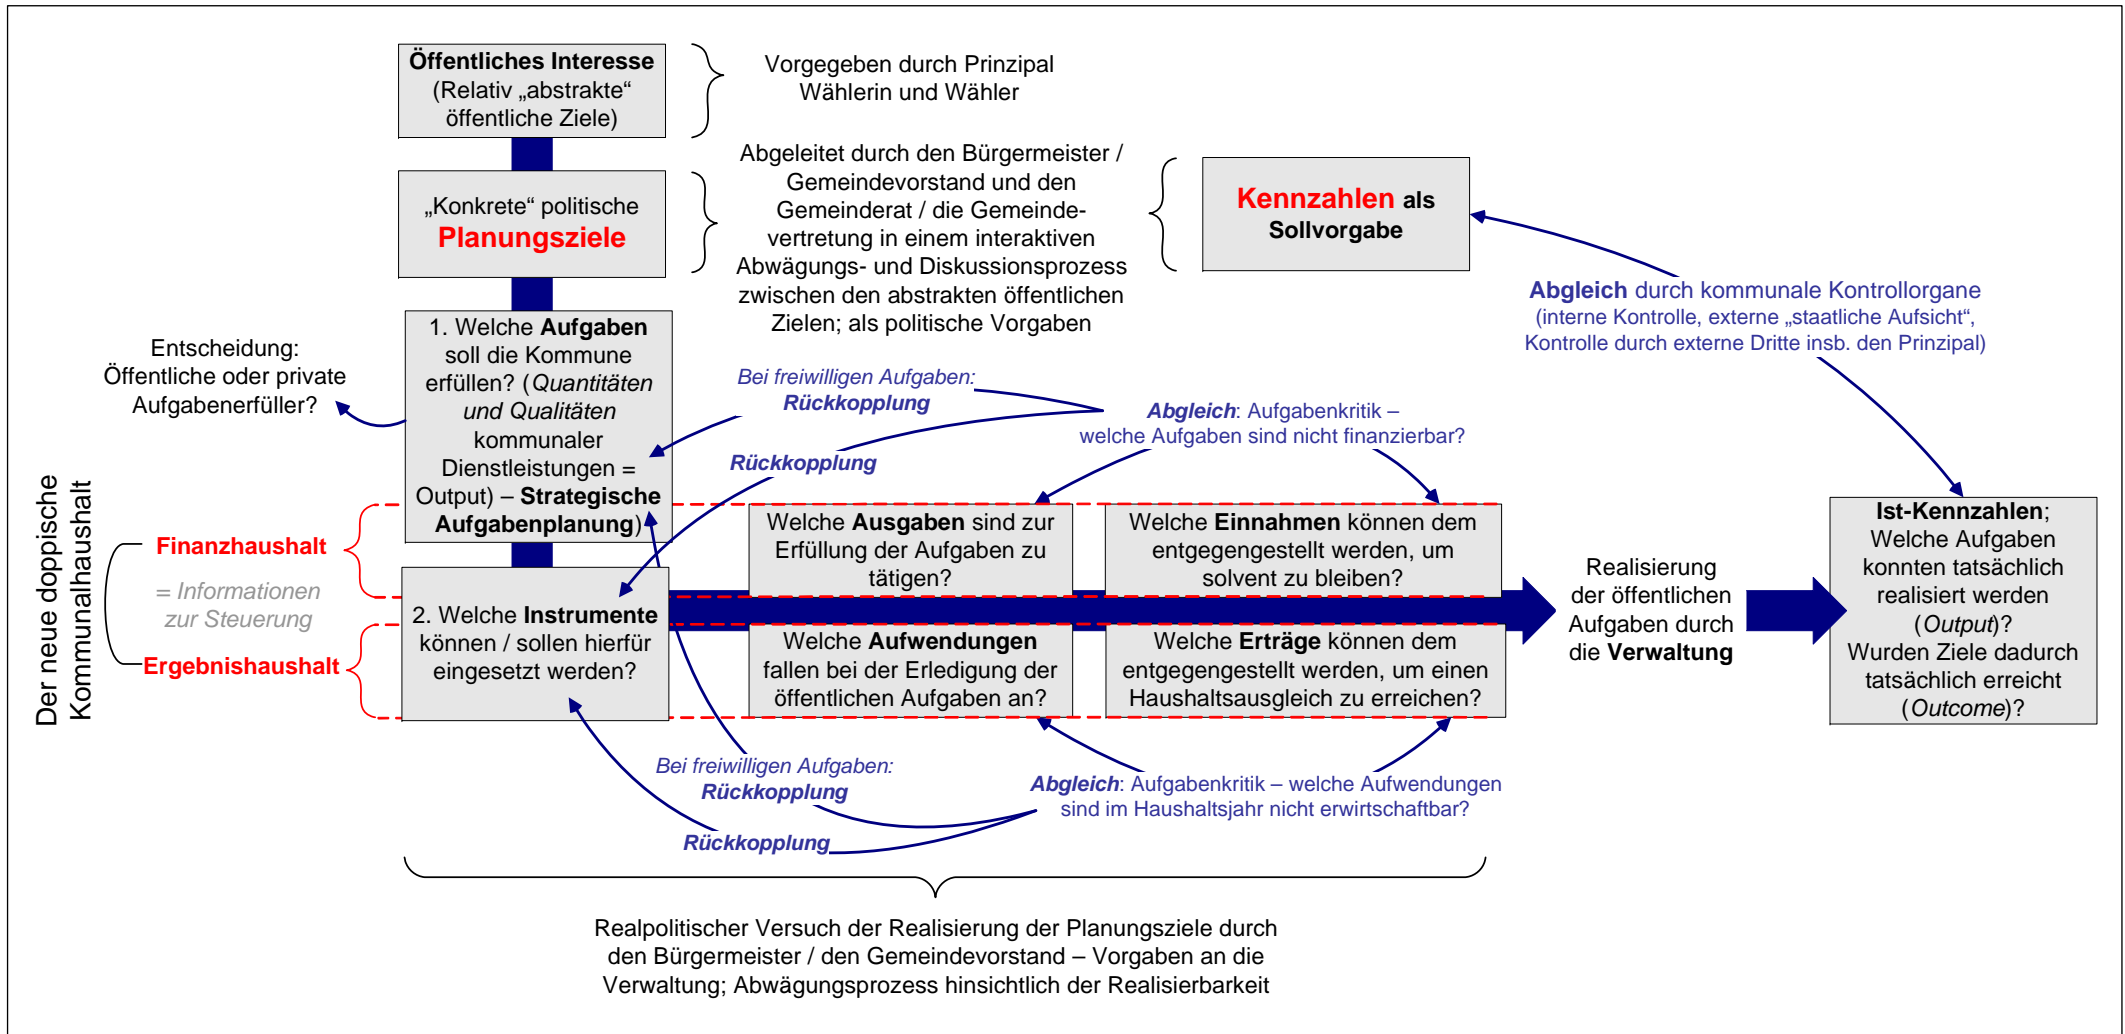 Öffentliches Interesse
(Relativ „abstrakte“
öffentliche Ziele)
Vorgegeben durch Prinzipal
Wählerin und Wähler
„Konkrete“ politische
Planungsziele
Abgeleitet durch den Bürgermeister /
Gemeindevorstand und den
Gemeinderat / die Gemeinde-
vertretung in einem interaktiven
Abwägungs- und Diskussionsprozess
zwischen den abstrakten öffentlichen
Zielen; als politische Vorgaben
Kennzahlen als
Sollvorgabe
Abgleich durch kommunale Kontrollorgane
(interne Kontrolle, externe „staatliche Aufsicht“,
Kontrolle durch externe Dritte insb. den Prinzipal)
Entscheidung:
Öffentliche oder private
Aufgabenerfüller?
1. Welche Aufgaben
soll die Kommune
erfüllen? (Quantitäten
und Qualitäten
kommunaler
Dienstleistungen =
Output) – Strategische
Aufgabenplanung)
Bei freiwilligen Aufgaben:
Rückkopplung
Rückkopplung
Abgleich: Aufgabenkritik –
welche Aufgaben sind nicht finanzierbar?
Der neue doppische
Kommunalhaushalt
Finanzhaushalt
= Informationen
zur Steuerung
Ergebnishaushalt
2. Welche Instrumente
können / sollen hierfür
eingesetzt werden?
Welche Ausgaben sind zur
Erfüllung der Aufgaben zu
tätigen?
Welche Einnahmen können dem
entgegengestellt werden, um
solvent zu bleiben?
Welche Aufwendungen
fallen bei der Erledigung der
öffentlichen Aufgaben an?
Welche Erträge können dem
entgegengestellt werden, um einen
Haushaltsausgleich zu erreichen?
Realisierung
der öffentlichen
Aufgaben durch
die Verwaltung
Ist-Kennzahlen;
Welche Aufgaben
konnten tatsächlich
realisiert werden
(Output)?
Wurden Ziele dadurch
tatsächlich erreicht
(Outcome)?
Bei freiwilligen Aufgaben:
Rückkopplung
Rückkopplung
Abgleich: Aufgabenkritik – welche Aufwendungen
sind im Haushaltsjahr nicht erwirtschaftbar?
Realpolitischer Versuch der Realisierung der Planungsziele durch
den Bürgermeister / den Gemeindevorstand – Vorgaben an die
Verwaltung; Abwägungsprozess hinsichtlich der Realisierbarkeit